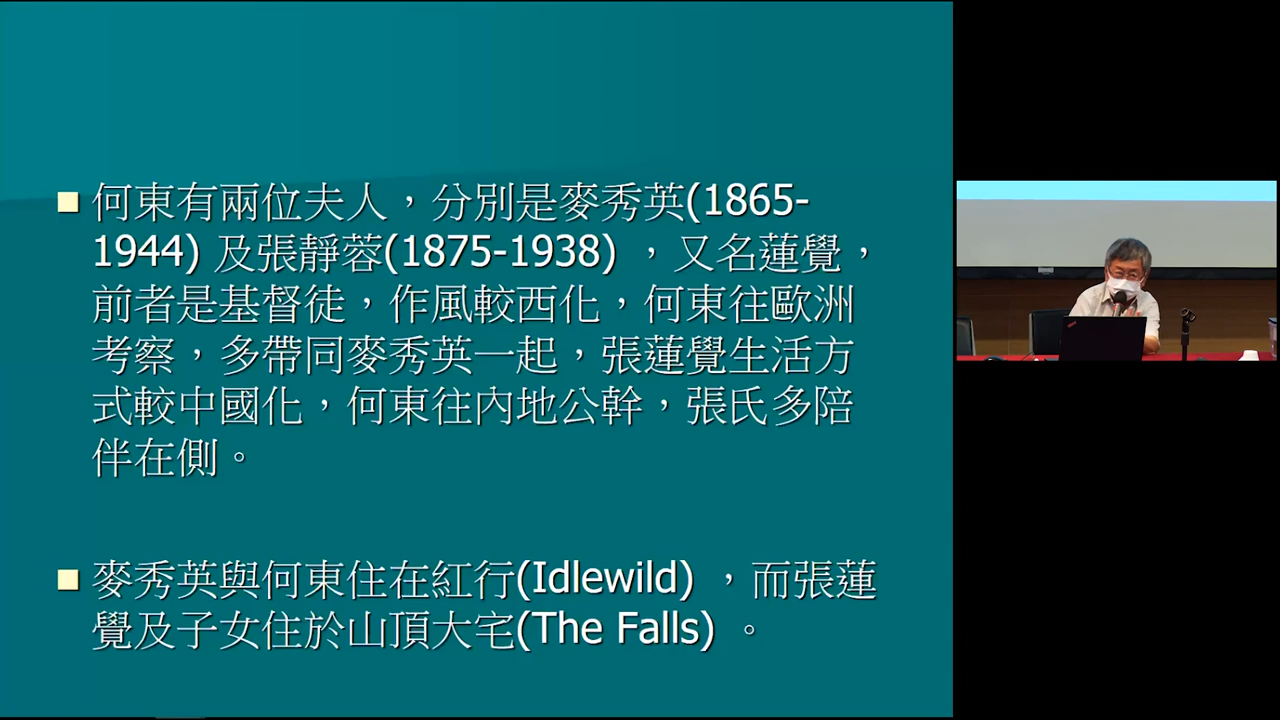 何東有兩位夫人，分別是麥秀英(1865-
1944) 及張靜蓉(1875-1938) ，又名蓮覺，
前者是基督徒，作風較西化，何東往歐洲
考察，多帶同麥秀英一起，張蓮覺生活方
式較中國化，何東往內地公幹，張氏多陪
伴在側。
麥秀英與何東住在紅行(Idlewild) ，而張蓮
覺及子女住於山頂大宅(The Falls) 。